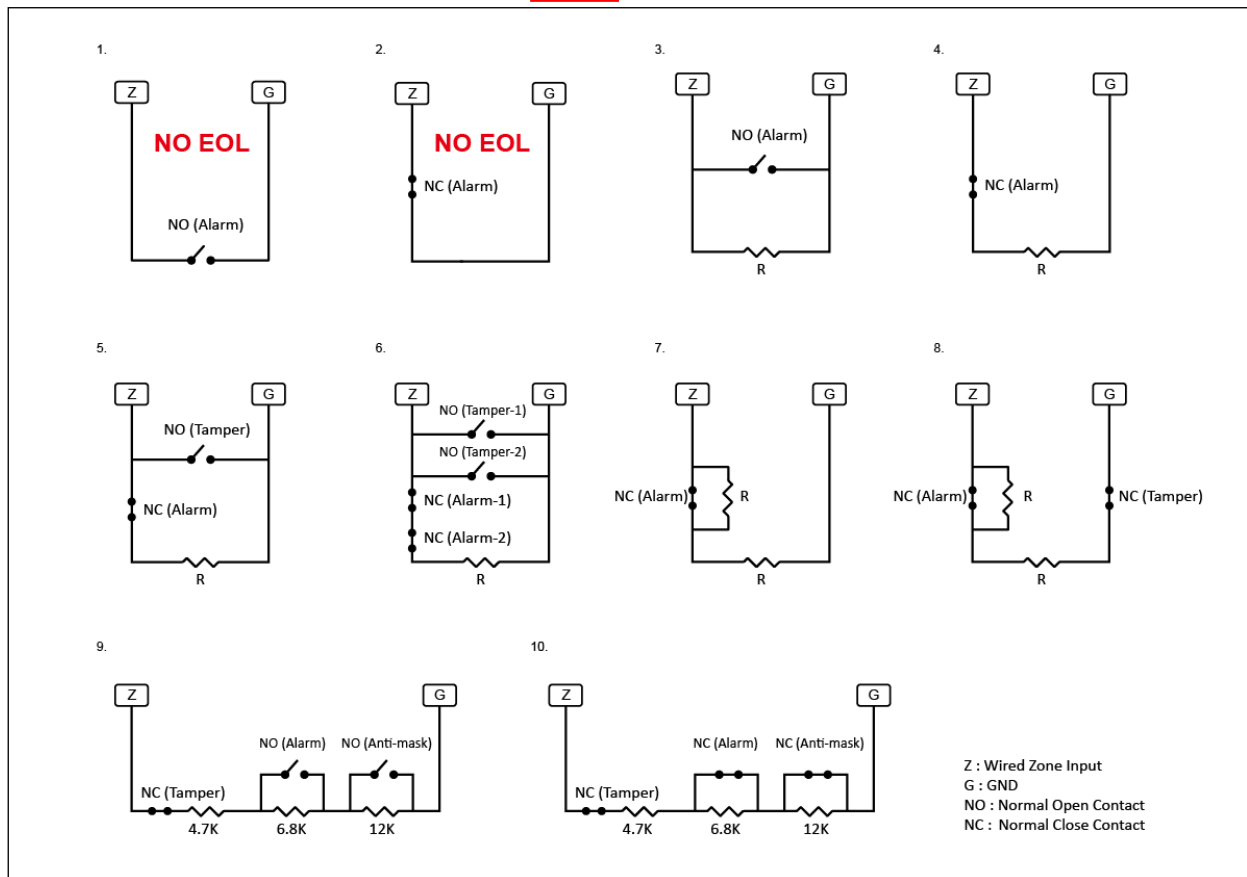 1.
Z
G
NO EOL
NO (Alarm)
2.
Z
G
NO EOL
NC (Alarm)
3.
Z
G
NO (Alarm)
R
4.
Z
G
NC (Alarm)
R
5.
Z
G
NO (Tamper)
NC (Alarm)
R
6.
Z
G
NO (Tamper-1)
NO (Tamper-2)
NC (Alarm-1)
NC (Alarm-2)
R
7.
Z
G
NC (Alarm)
R
R
8.
Z
G
NC (Alarm)
R
NC (Tamper)
R
9.
Z
G
NO (Alarm)
NO (Anti-mask)
NC (Tamper)
4.7K
6.8K
12K
10.
Z
G
NC (Alarm)
NC (Anti-mask)
NC (Tamper)
4.7K
6.8K
12K
Z : Wired Zone Input
G : GND
NO : Normal Open Contact
NC : Normal Close Contact